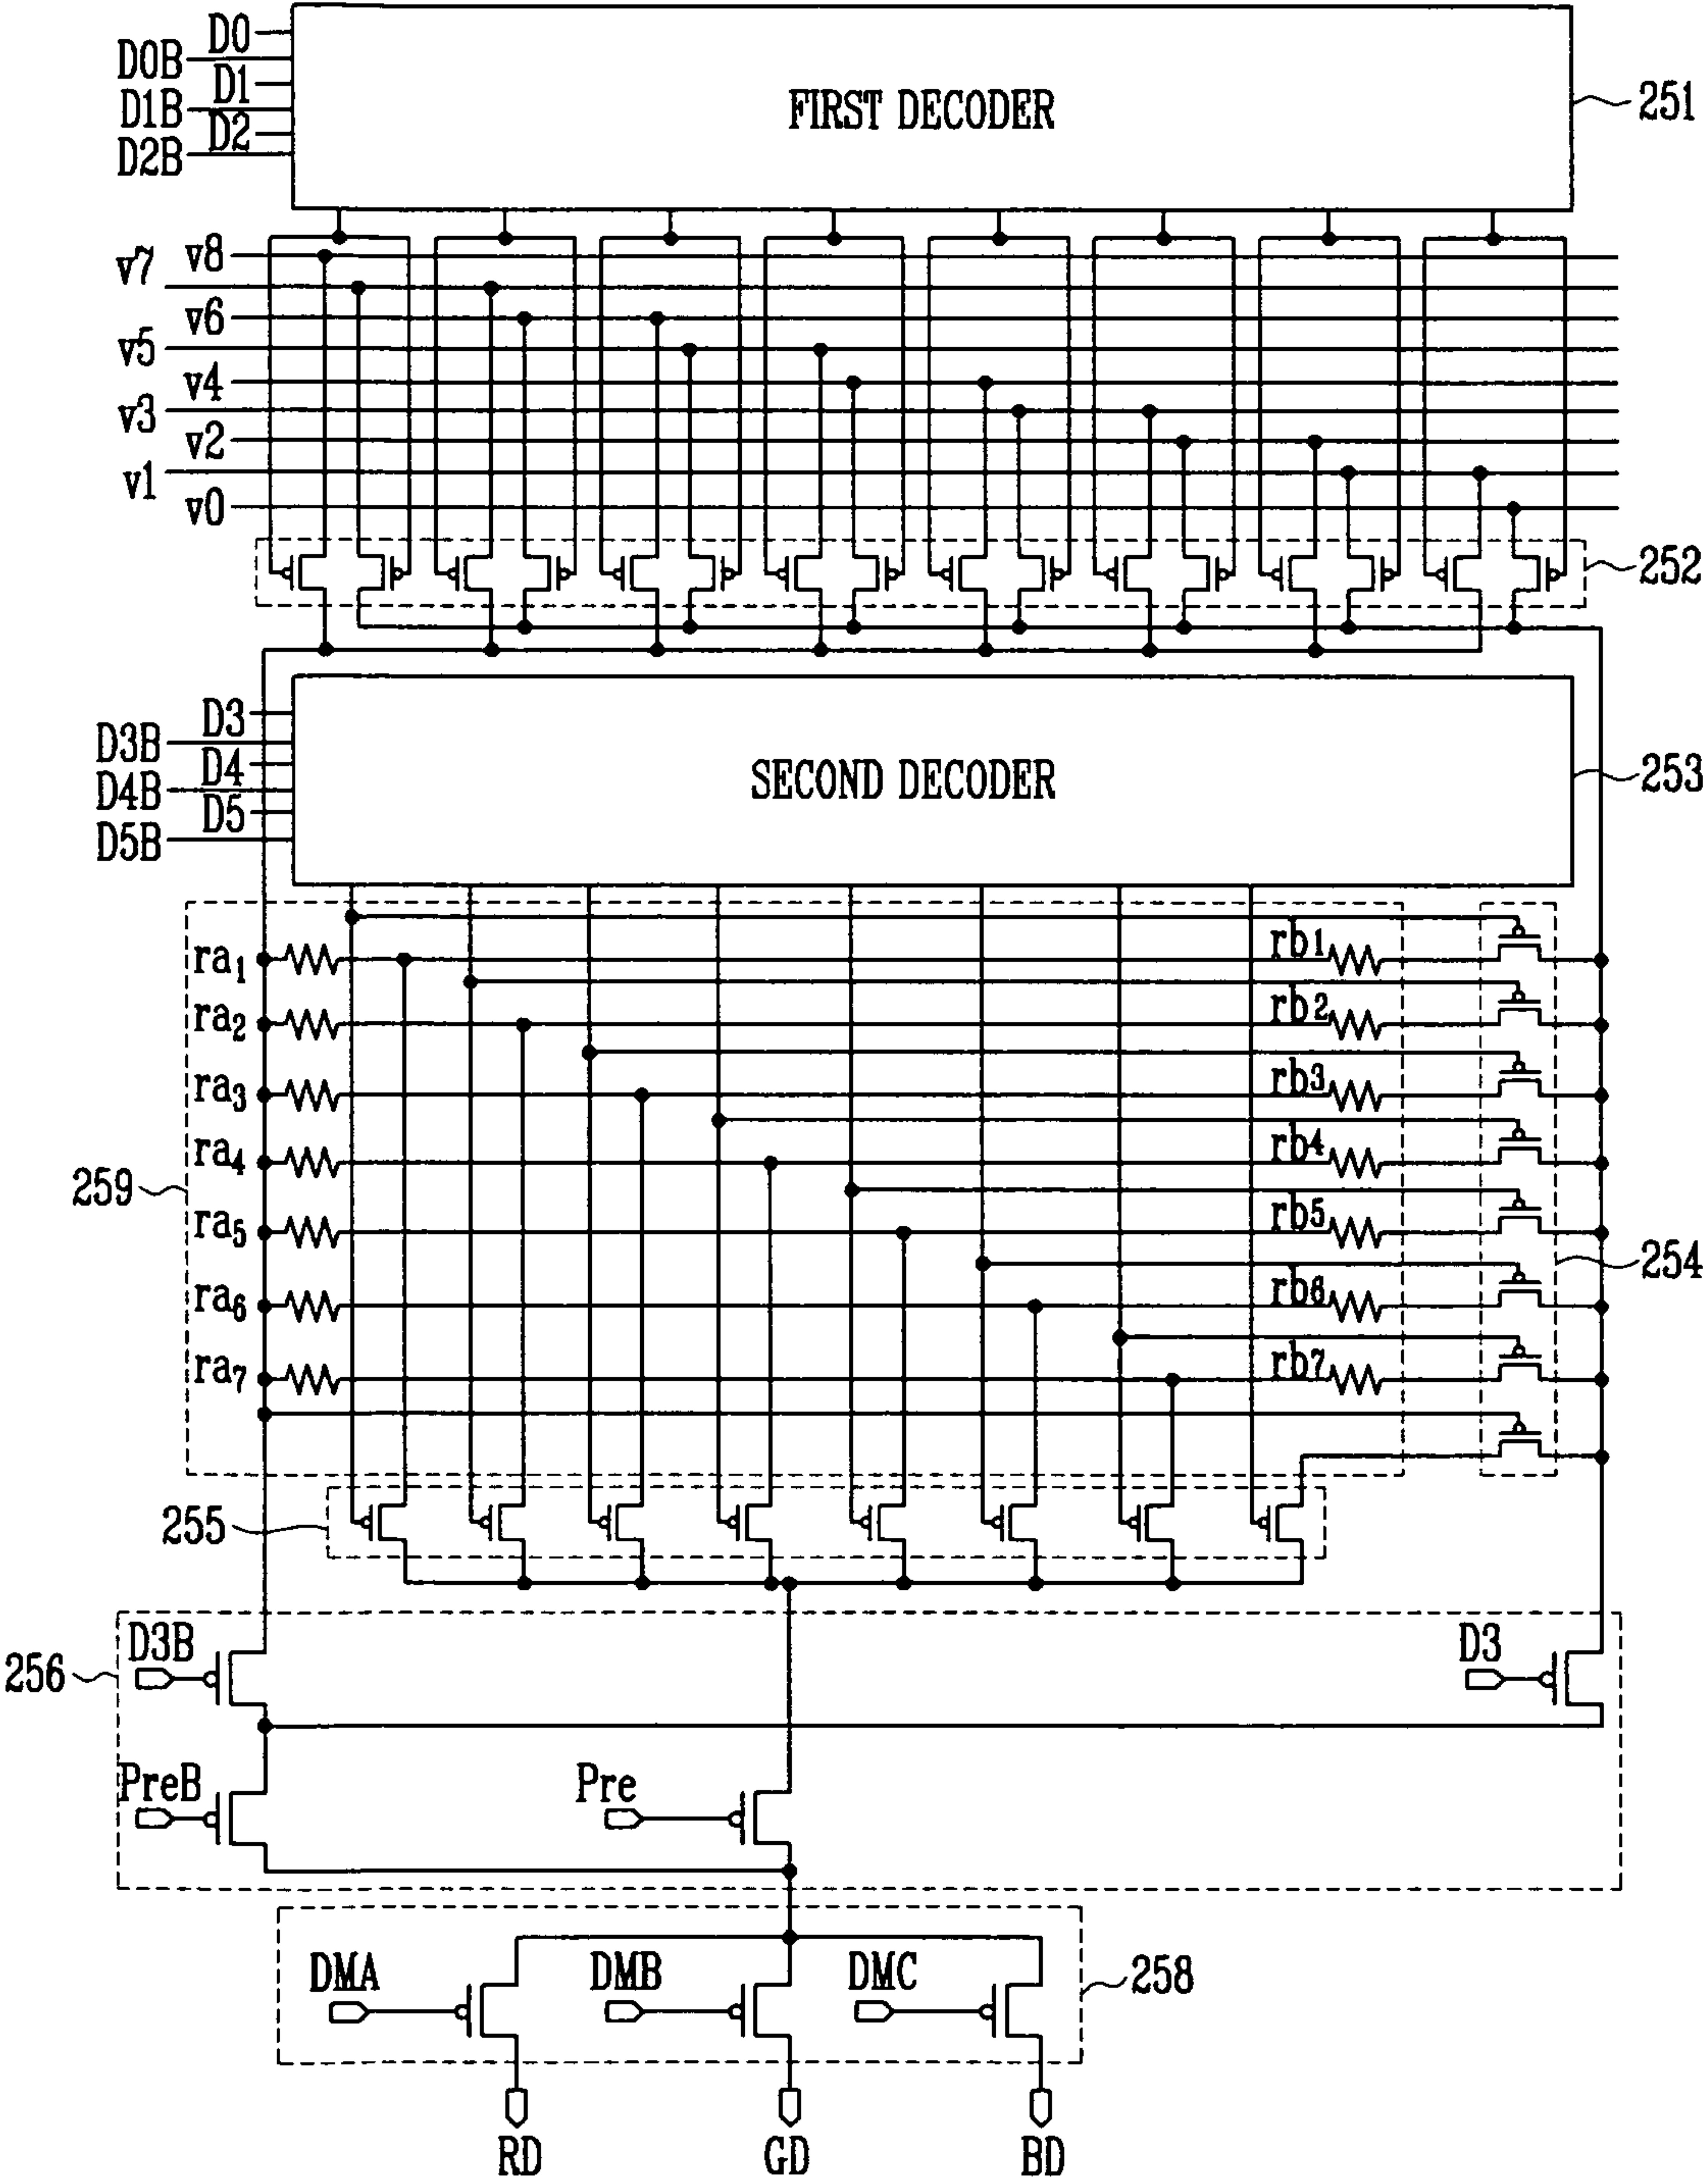 D0
D0B
D1
D1B
D2
D2B
FIRST DECODER
251
v8
v7
v6
v5
v4
v3
v2
v1
v0
252
D3
D3B
D4
D4B
D5
D5B
SECOND DECODER
253
ra1 rb1
ra2 rb2
ra3 rb3
ra4 rb4
259
ra5 rb5
254
ra6 rb6
ra7 rb7
255
256
D3B D3
PreB Pre
DMA DMB DMC
258
RD GD BD